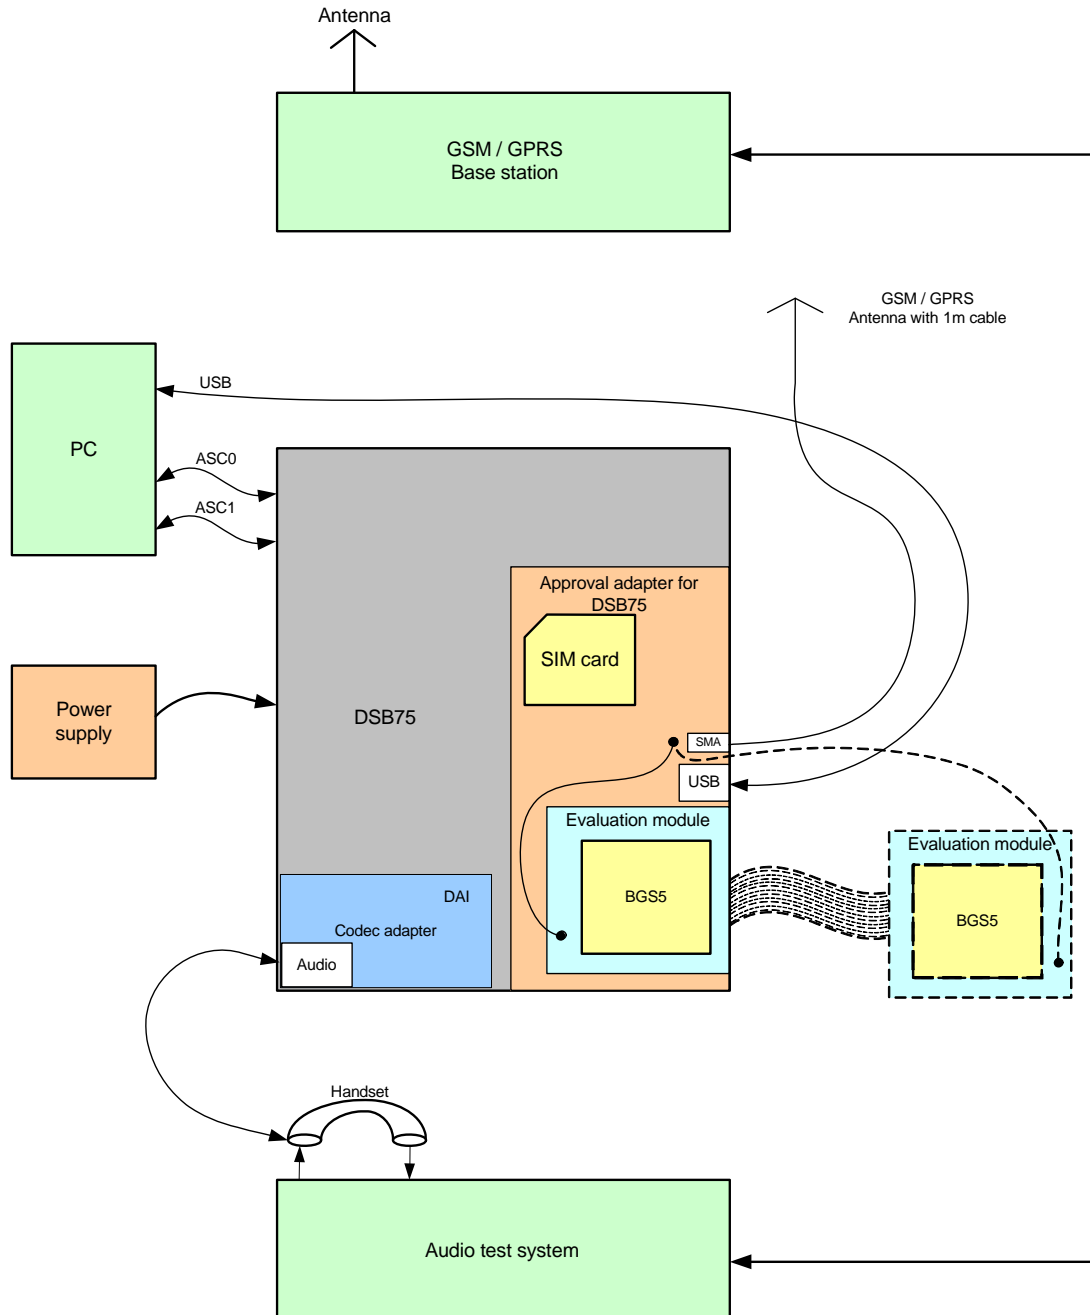 Antenna
GSM / GPRS
Base station
GSM / GPRS
Antenna with 1m cable
USB
PC
ASC0
ASC1
Approval adapter for
DSB75
SIM card
Power
supply
DSB75
SMA
USB
Evaluation module
BGS5
Evaluation module
BGS5
DAI
Codec adapter
Audio
Handset
Audio test system